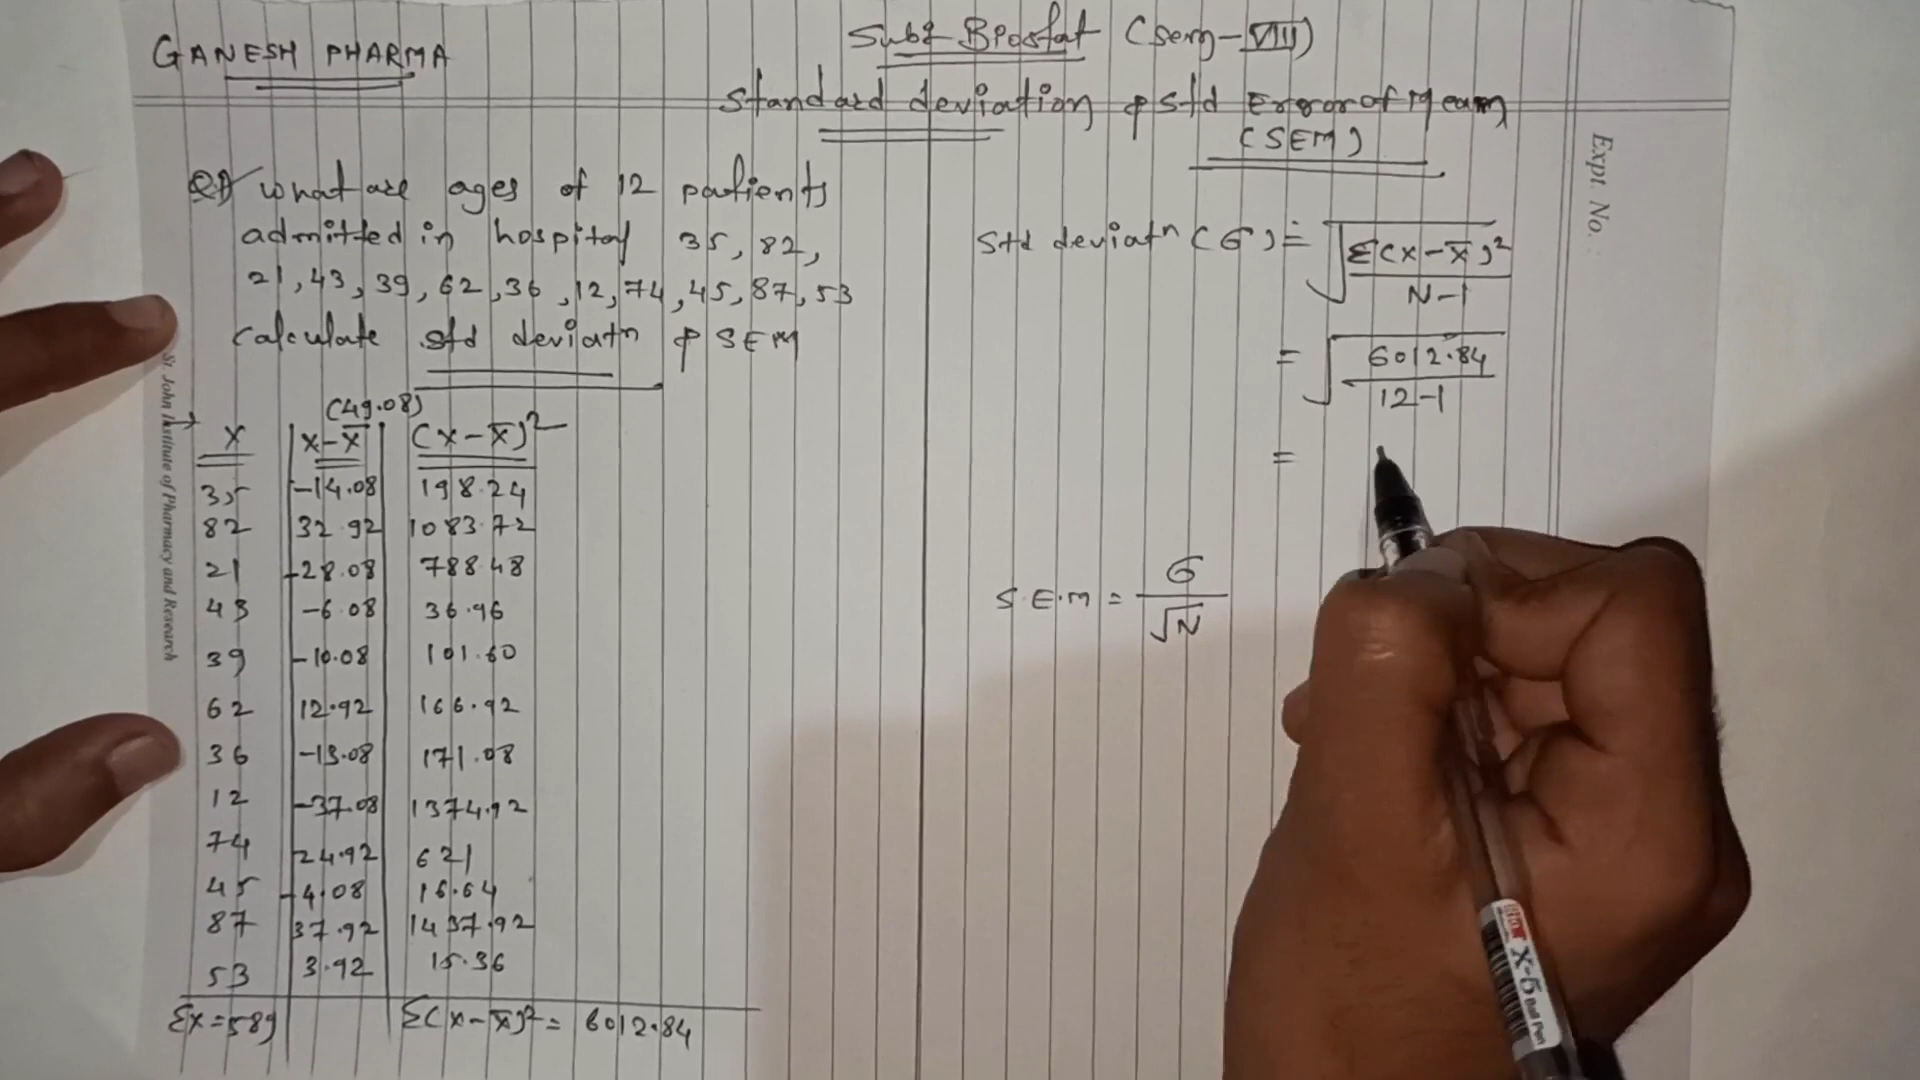 GANESH PHARMA
Sub:- Biostat (Sem-VIII)
Standard deviation & Std Error of Mean
(SEM)
Expt. No. :
Q1) What are ages of 12 patients
admitted in hospital 35, 82,
21, 43, 39, 62, 36, 12, 74, 45, 87, 53
calculate std deviatn & SEM
St. John Institute of Pharmacy and Research
(49.08)
X | X-X̅ | (X-X̅)²
35 | -14.08 | 198.24
82 | 32.92 | 1083.72
21 | -28.08 | 788.48
43 | -6.08 | 36.96
39 | -10.08 | 101.60
62 | 12.92 | 166.92
36 | -13.08 | 171.08
12 | -37.08 | 1374.92
74 | 24.92 | 621
45 | -4.08 | 16.64
87 | 37.92 | 1437.92
53 | 3.92 | 15.36
Σx = 589 Σ(X-X̅)² = 6012.84
Std deviatn (σ) = √Σ(X-X̅)² / N-1
= √6012.84 / 12-1
=
S.E.M = σ / √N
X-5 Ball Pen